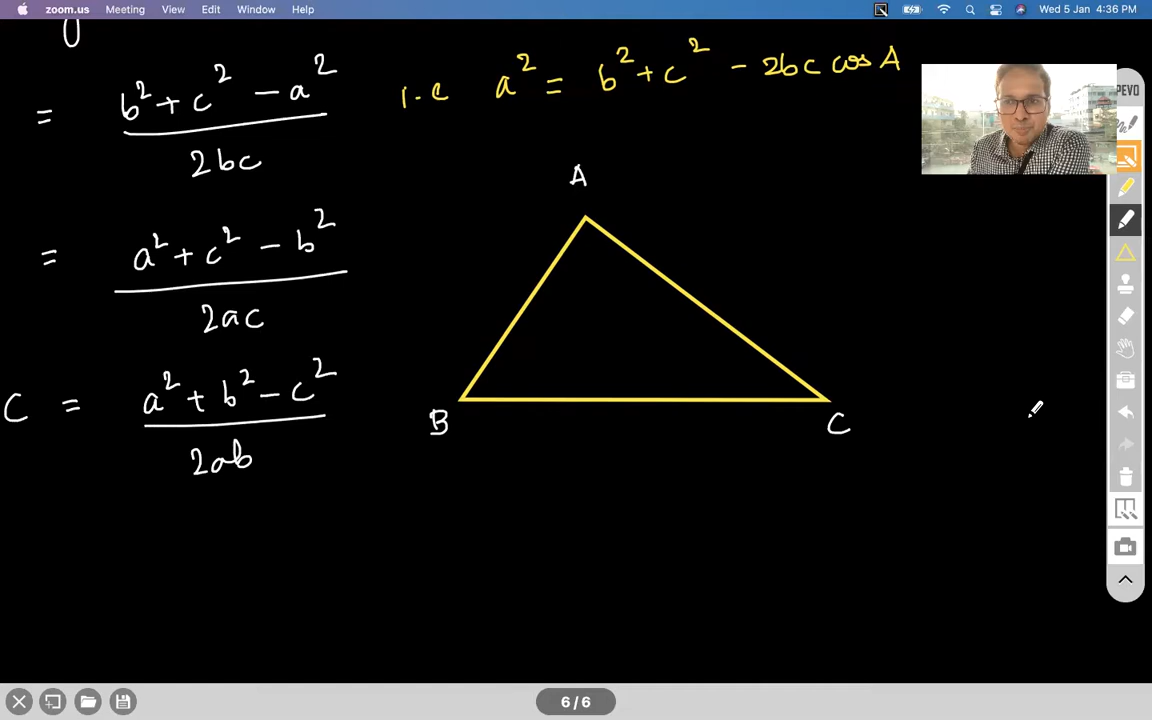 zoom.us Meeting View Edit Window Help Wed 5 Jan 4:36 PM
i.e a² = b² + c² - 2bc cos A
= b² + c² - a²
2bc
= a² + c² - b²
2ac
C = a² + b² - c²
2ab
A
B
C
6 / 6